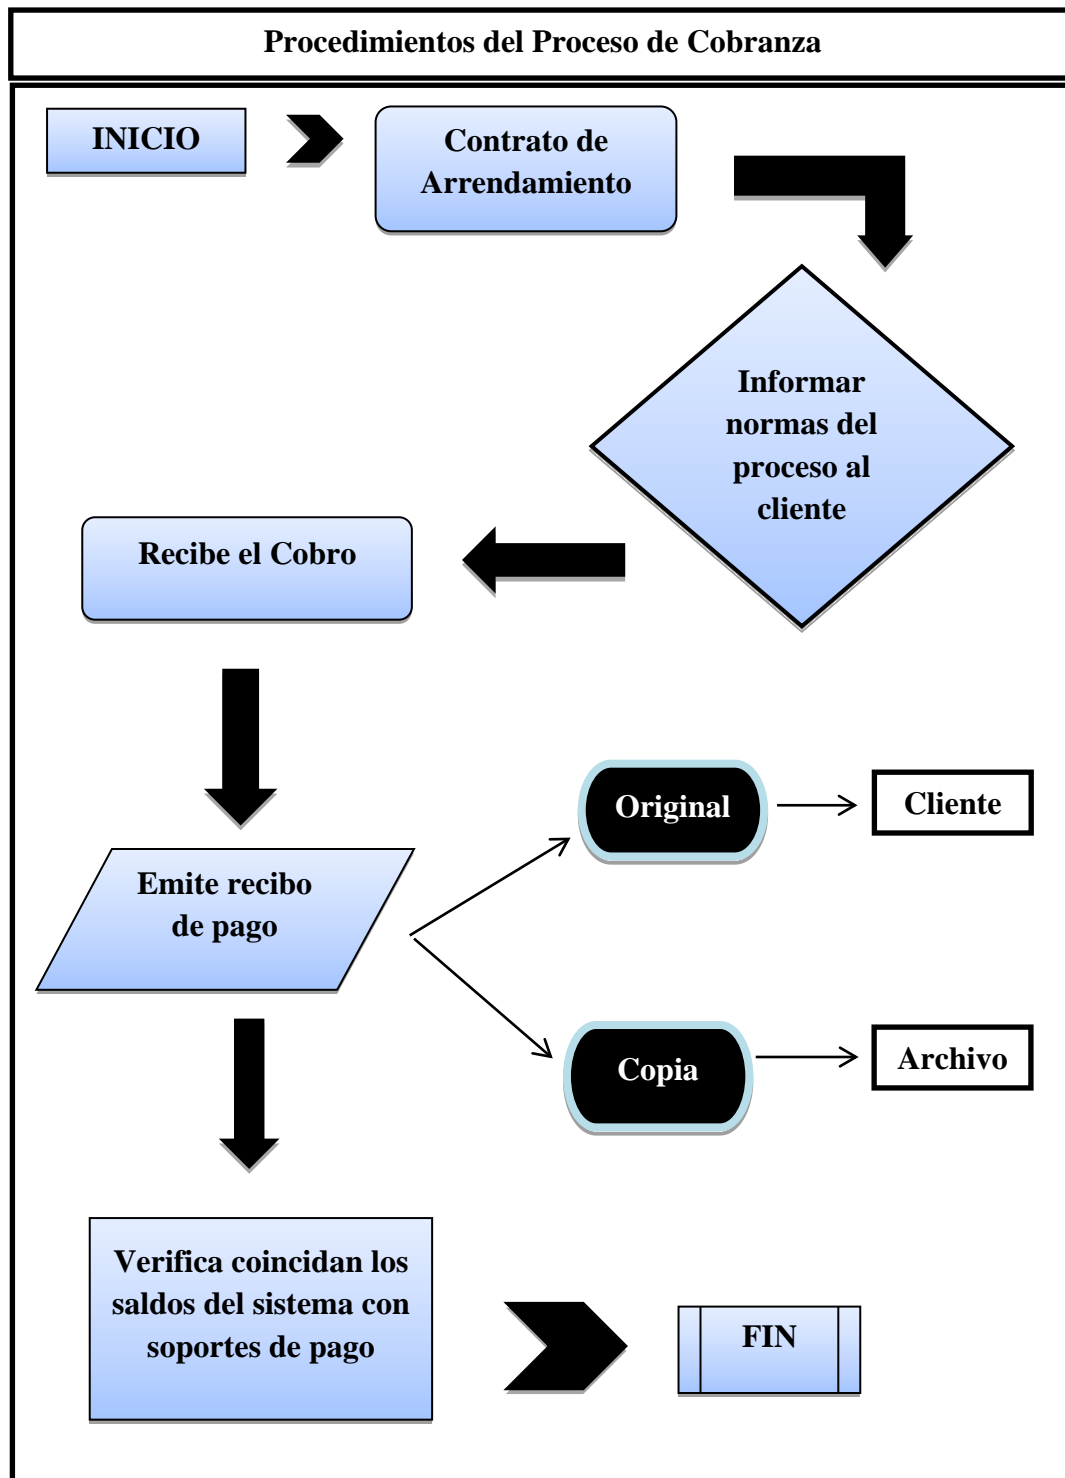 Procedimientos del Proceso de Cobranza
INICIO
Contrato de
Arrendamiento
Informar
normas del
proceso al
cliente
Recibe el Cobro
Original
Cliente
Emite recibo
de pago
Copia
Archivo
Verifica coincidan los
saldos del sistema con
soportes de pago
FIN